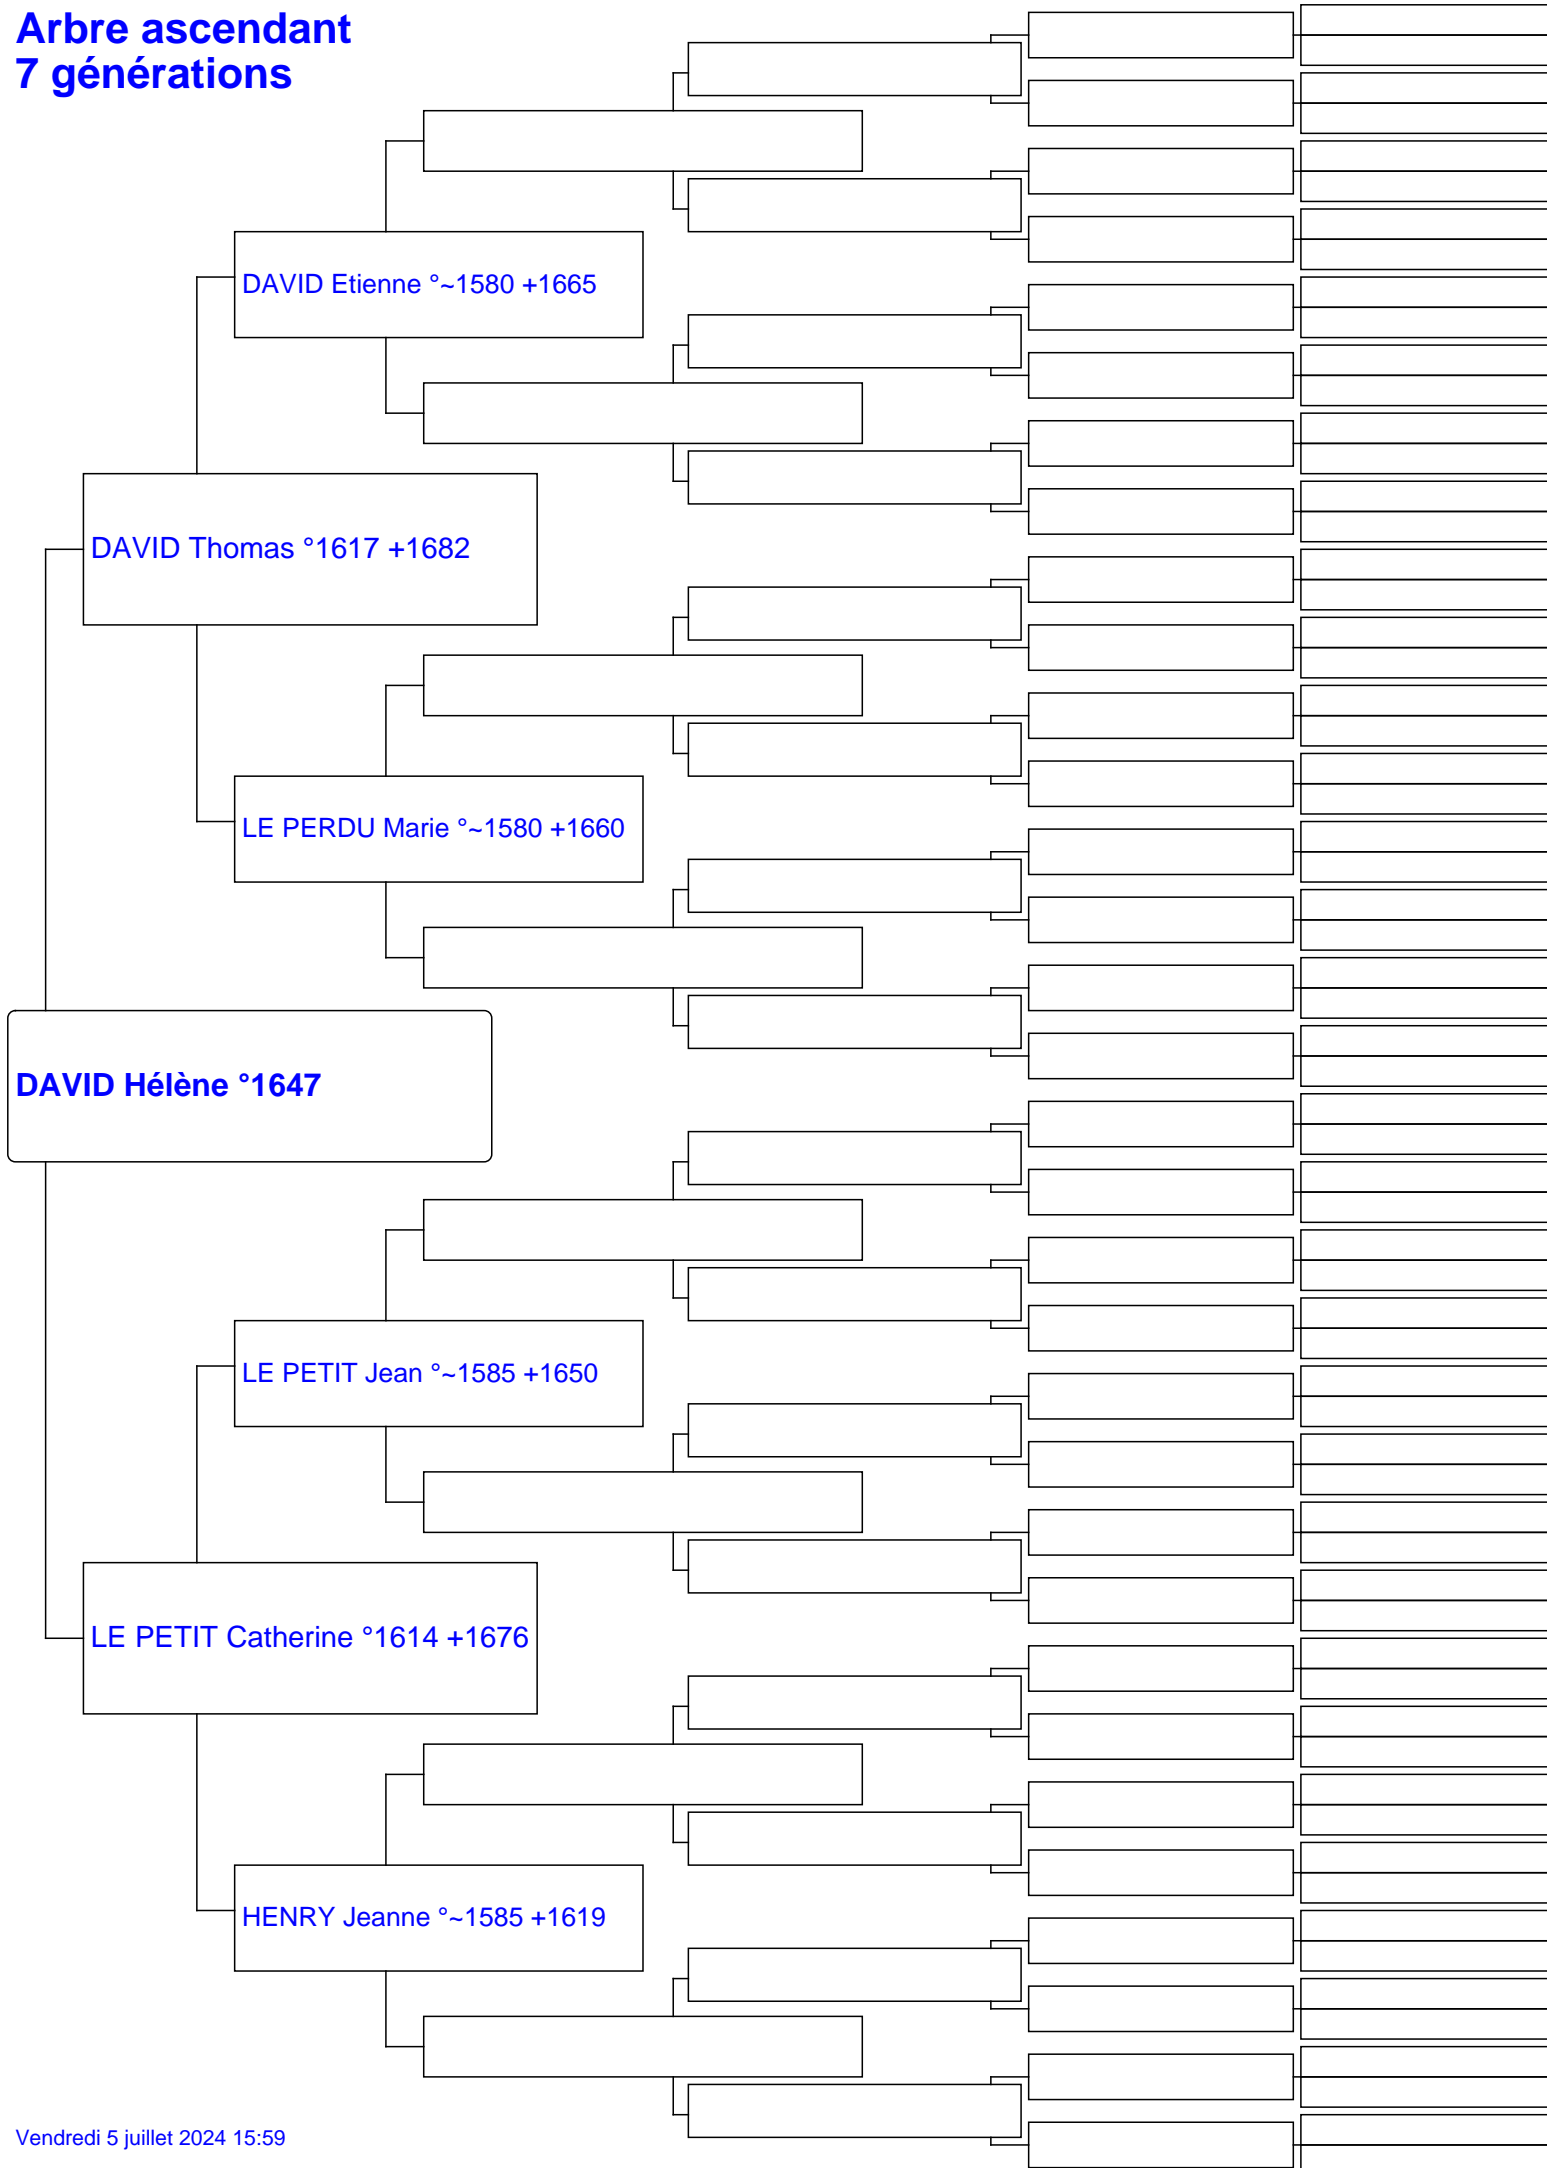 Arbre ascendant
7 générations
DAVID Etienne °~1580 +1665
DAVID Thomas °1617 +1682
LE PERDU Marie °~1580 +1660
DAVID Hélène °1647
LE PETIT Jean °~1585 +1650
LE PETIT Catherine °1614 +1676
HENRY Jeanne °~1585 +1619
Vendredi 5 juillet 2024 15:59